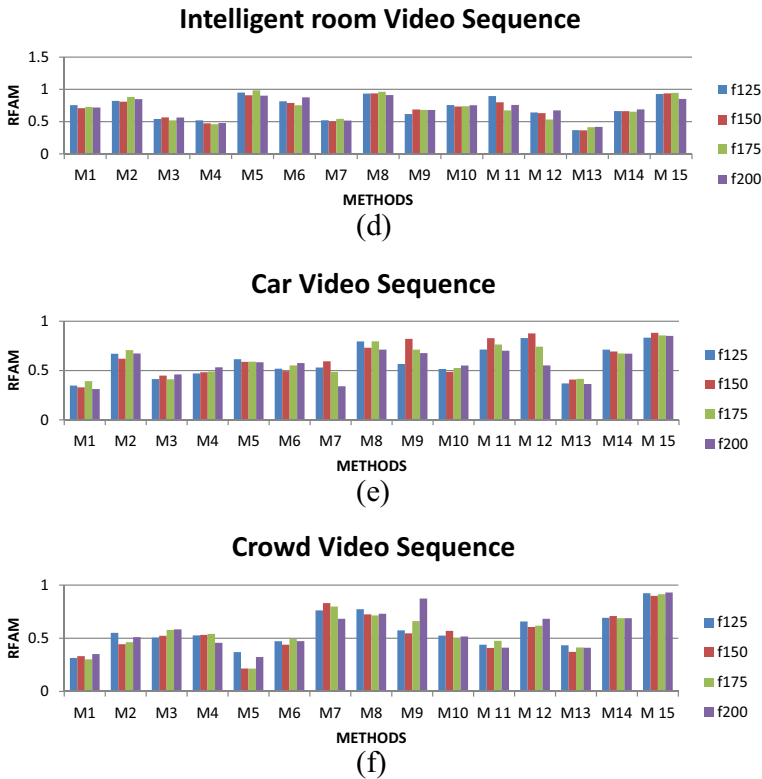 Intelligent room Video Sequence
1.5
1
0.5
0
RFAM
M1 M2 M3 M4 M5 M6 M7 M8 M9 M10 M 11 M 12 M13 M14 M 15
METHODS
f125
f150
f175
f200
(d)
Car Video Sequence
1
0.5
0
RFAM
M1 M2 M3 M4 M5 M6 M7 M8 M9 M10 M 11 M 12 M13 M14 M 15
METHODS
f125
f150
f175
f200
(e)
Crowd Video Sequence
1
0.5
0
RFAM
M1 M2 M3 M4 M5 M6 M7 M8 M9 M10 M 11 M 12 M13 M14 M 15
METHODS
f125
f150
f175
f200
(f)